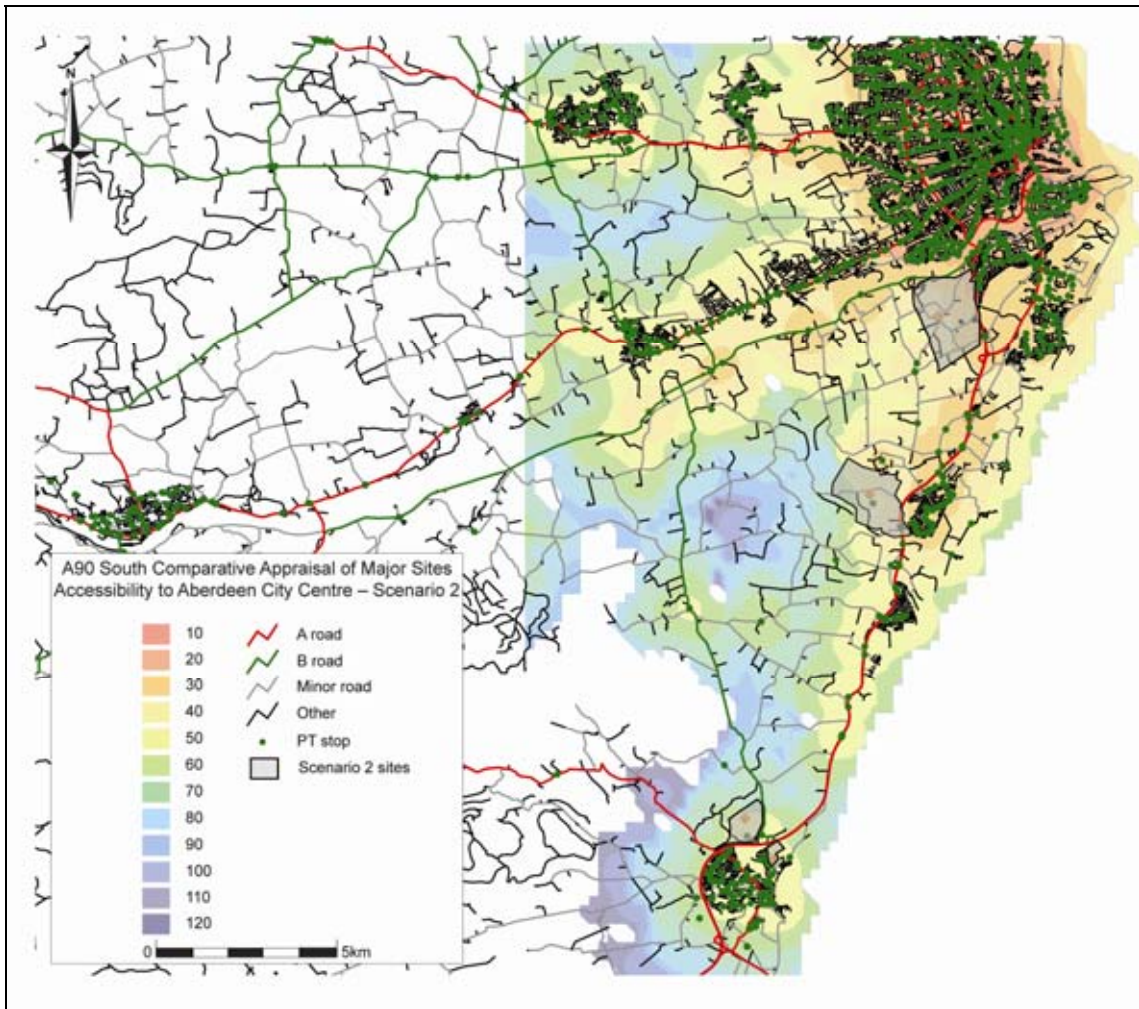 N
A90 South Comparative Appraisal of Major Sites
Accessibility to Aberdeen City Centre – Scenario 2
10
20
30
40
50
60
70
80
90
100
110
120
A road
B road
Minor road
Other
PT stop
Scenario 2 sites
0 5km